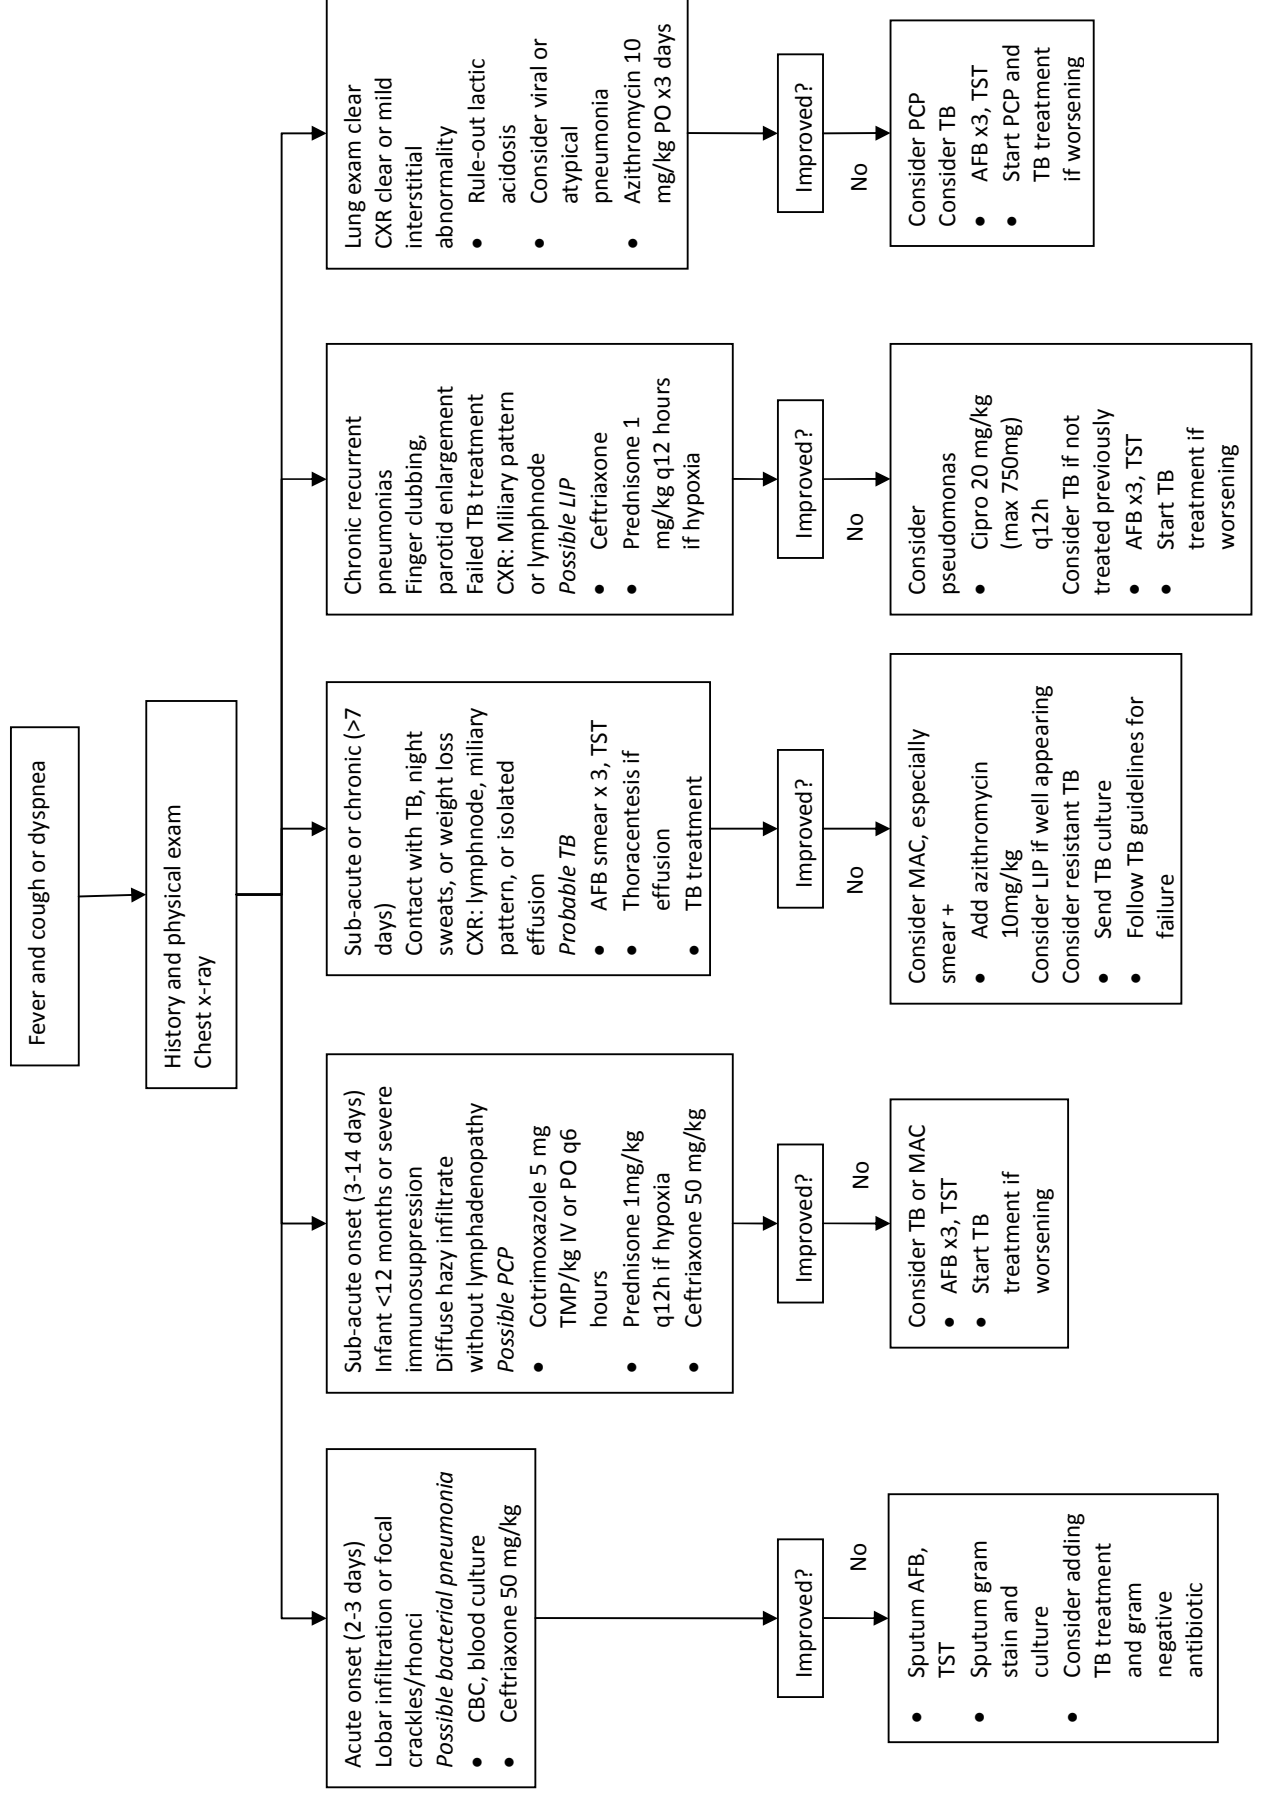 Fever and cough or dyspnea
History and physical exam
Chest x-ray
Acute onset (2-3 days)
Lobar infiltration or focal
crackles/rhonci
Possible bacterial pneumonia
● CBC, blood culture
● Ceftriaxone 50 mg/kg
Improved?
No
● Sputum AFB,
TST
● Sputum gram
stain and
culture
● Consider adding
TB treatment
and gram
negative
antibiotic
Sub-acute onset (3-14 days)
Infant <12 months or severe
immunosuppression
Diffuse hazy infiltrate
without lymphadenopathy
Possible PCP
● Cotrimoxazole 5 mg
TMP/kg IV or PO q6
hours
● Prednisone 1mg/kg
q12h if hypoxia
● Ceftriaxone 50 mg/kg
Improved?
No
Consider TB or MAC
● AFB x3, TST
● Start TB
treatment if
worsening
Sub-acute or chronic (>7
days)
Contact with TB, night
sweats, or weight loss
CXR: lymphnode, miliary
pattern, or isolated
effusion
Probable TB
● AFB smear x 3, TST
● Thoracentesis if
effusion
● TB treatment
Improved?
No
Consider MAC, especially
smear +
● Add azithromycin
10mg/kg
Consider LIP if well appearing
Consider resistant TB
● Send TB culture
● Follow TB guidelines for
failure
Chronic recurrent
pneumonias
Finger clubbing,
parotid enlargement
Failed TB treatment
CXR: Miliary pattern
or lymphnode
Possible LIP
● Ceftriaxone
● Prednisone 1
mg/kg q12 hours
if hypoxia
Improved?
No
Consider
pseudomonas
● Cipro 20 mg/kg
(max 750mg)
q12h
Consider TB if not
treated previously
● AFB x3, TST
● Start TB
treatment if
worsening
Lung exam clear
CXR clear or mild
interstitial
abnormality
● Rule-out lactic
acidosis
● Consider viral or
atypical
pneumonia
● Azithromycin 10
mg/kg PO x3 days
Improved?
No
Consider PCP
Consider TB
● AFB x3, TST
● Start PCP and
TB treatment
if worsening